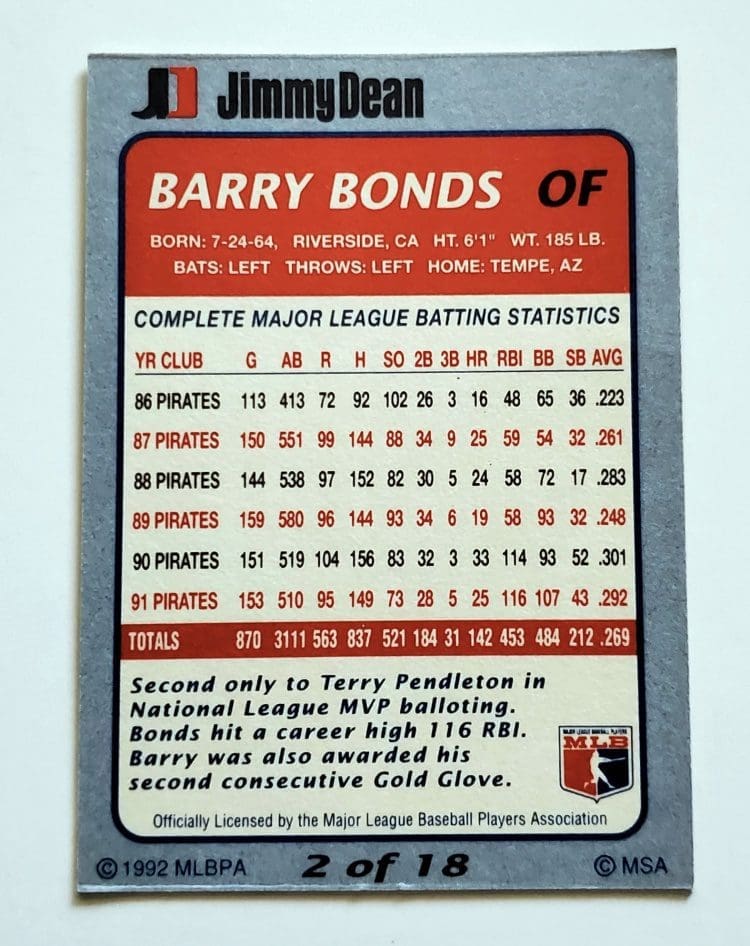 JD Jimmy Dean
BARRY BONDS OF
BORN: 7-24-64, RIVERSIDE, CA HT. 6'1" WT. 185 LB.
BATS: LEFT THROWS: LEFT HOME: TEMPE, AZ
COMPLETE MAJOR LEAGUE BATTING STATISTICS
YR CLUB G AB R H SO 2B 3B HR RBI BB SB AVG
86 PIRATES 113 413 72 92 102 26 3 16 48 65 36 .223
87 PIRATES 150 551 99 144 88 34 9 25 59 54 32 .261
88 PIRATES 144 538 97 152 82 30 5 24 58 72 17 .283
89 PIRATES 159 580 96 144 93 34 6 19 58 93 32 .248
90 PIRATES 151 519 104 156 83 32 3 33 114 93 52 .301
91 PIRATES 153 510 95 149 73 28 5 25 116 107 43 .292
TOTALS 870 3111 563 837 521 184 31 142 453 484 212 .269
Second only to Terry Pendleton in
National League MVP balloting.
Bonds hit a career high 116 RBI.
Barry was also awarded his
second consecutive Gold Glove.
MAJOR LEAGUE BASEBALL PLAYERS
MLB
Officially Licensed by the Major League Baseball Players Association
© 1992 MLBPA 2 of 18 © MSA